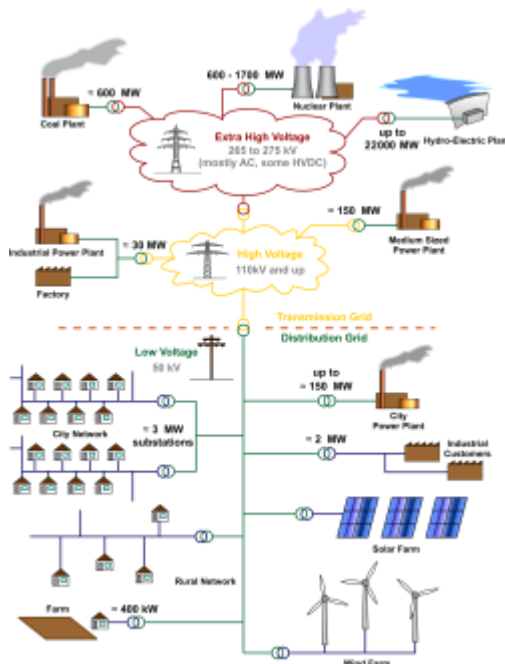 ≈ 600 MW
Coal Plant
600 - 1700 MW
Nuclear Plant
Extra High Voltage
265 to 275 kV
(mostly AC, some HVDC)
up to
22000 MW
Hydro-Electric Plant
≈ 150 MW
Medium Sized
Power Plant
≈ 30 MW
Industrial Power Plant
Factory
High Voltage
110kV and up
Transmission Grid
Distribution Grid
Low Voltage
50 kV
City Network
≈ 3 MW
substations
up to
≈ 150 MW
City
Power Plant
≈ 2 MW
Industrial
Customers
Solar Farm
Rural Network
Farm
≈ 400 kW
Wind Farm